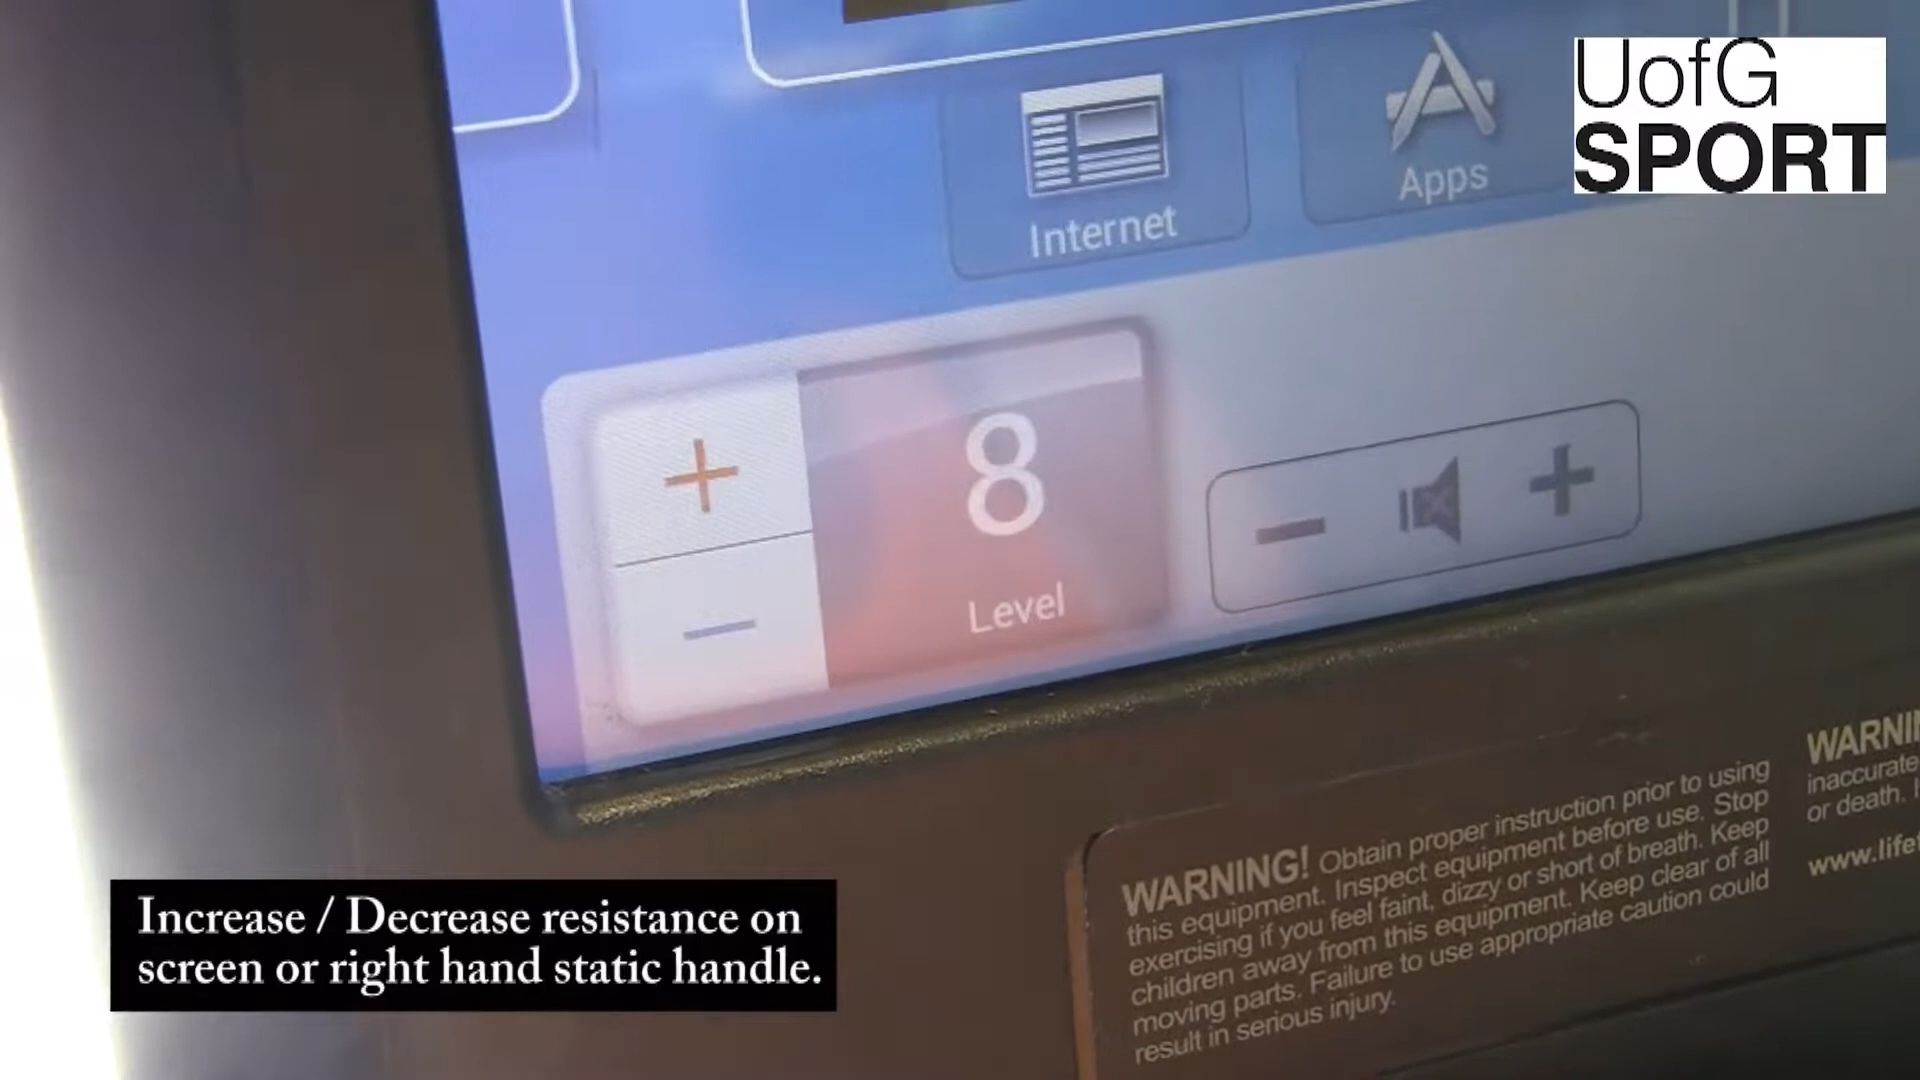 UofG
SPORT
Internet
Apps
+
8
−
Level
− +
WARNING! Obtain proper instruction prior to using
this equipment. Inspect equipment before use. Stop
exercising if you feel faint, dizzy or short of breath. Keep
children away from this equipment. Keep clear of all
moving parts. Failure to use appropriate caution could
result in serious injury.
inaccurate
or death.
Increase / Decrease resistance on
screen or right hand static handle.